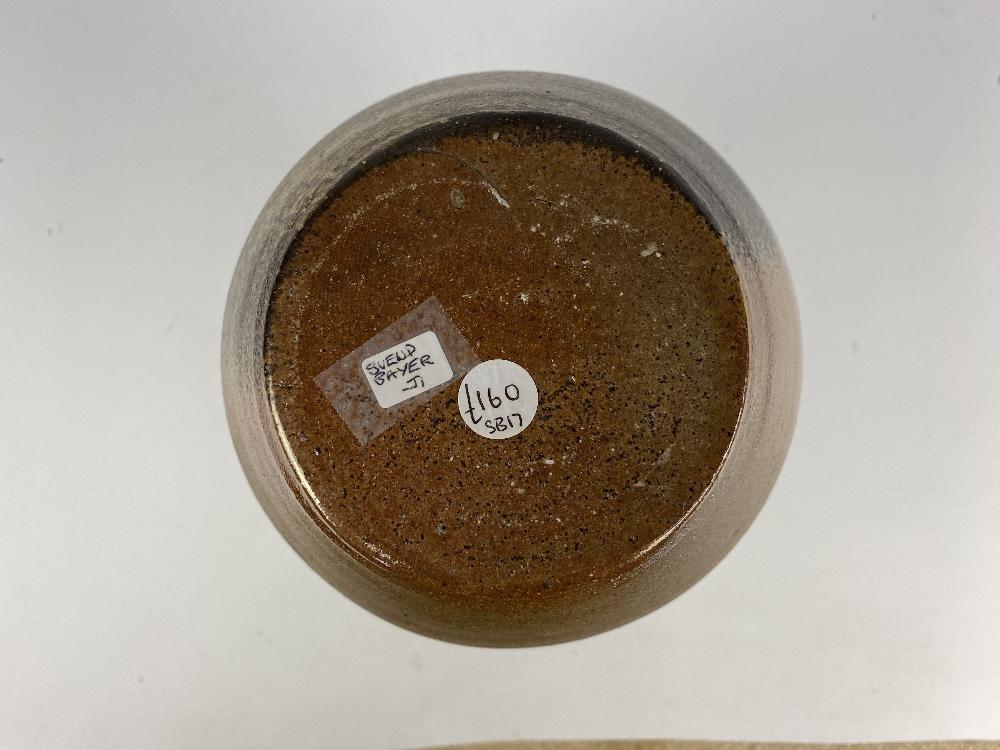 SVEND
BAYER
-J1
£160
SB17